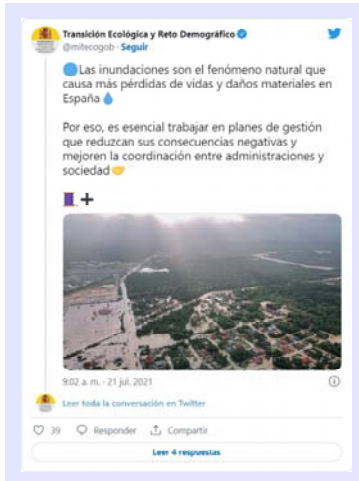 Transición Ecológica y Reto Demográfico
@mitecogob · Seguir
Las inundaciones son el fenómeno natural que
causa más pérdidas de vidas y daños materiales en
España
Por eso, es esencial trabajar en planes de gestión
que reduzcan sus consecuencias negativas y
mejoren la coordinación entre administraciones y
sociedad
9:02 a. m. · 21 jul. 2021
Leer toda la conversación en Twitter
39 Responder Compartir
Leer 4 respuestas